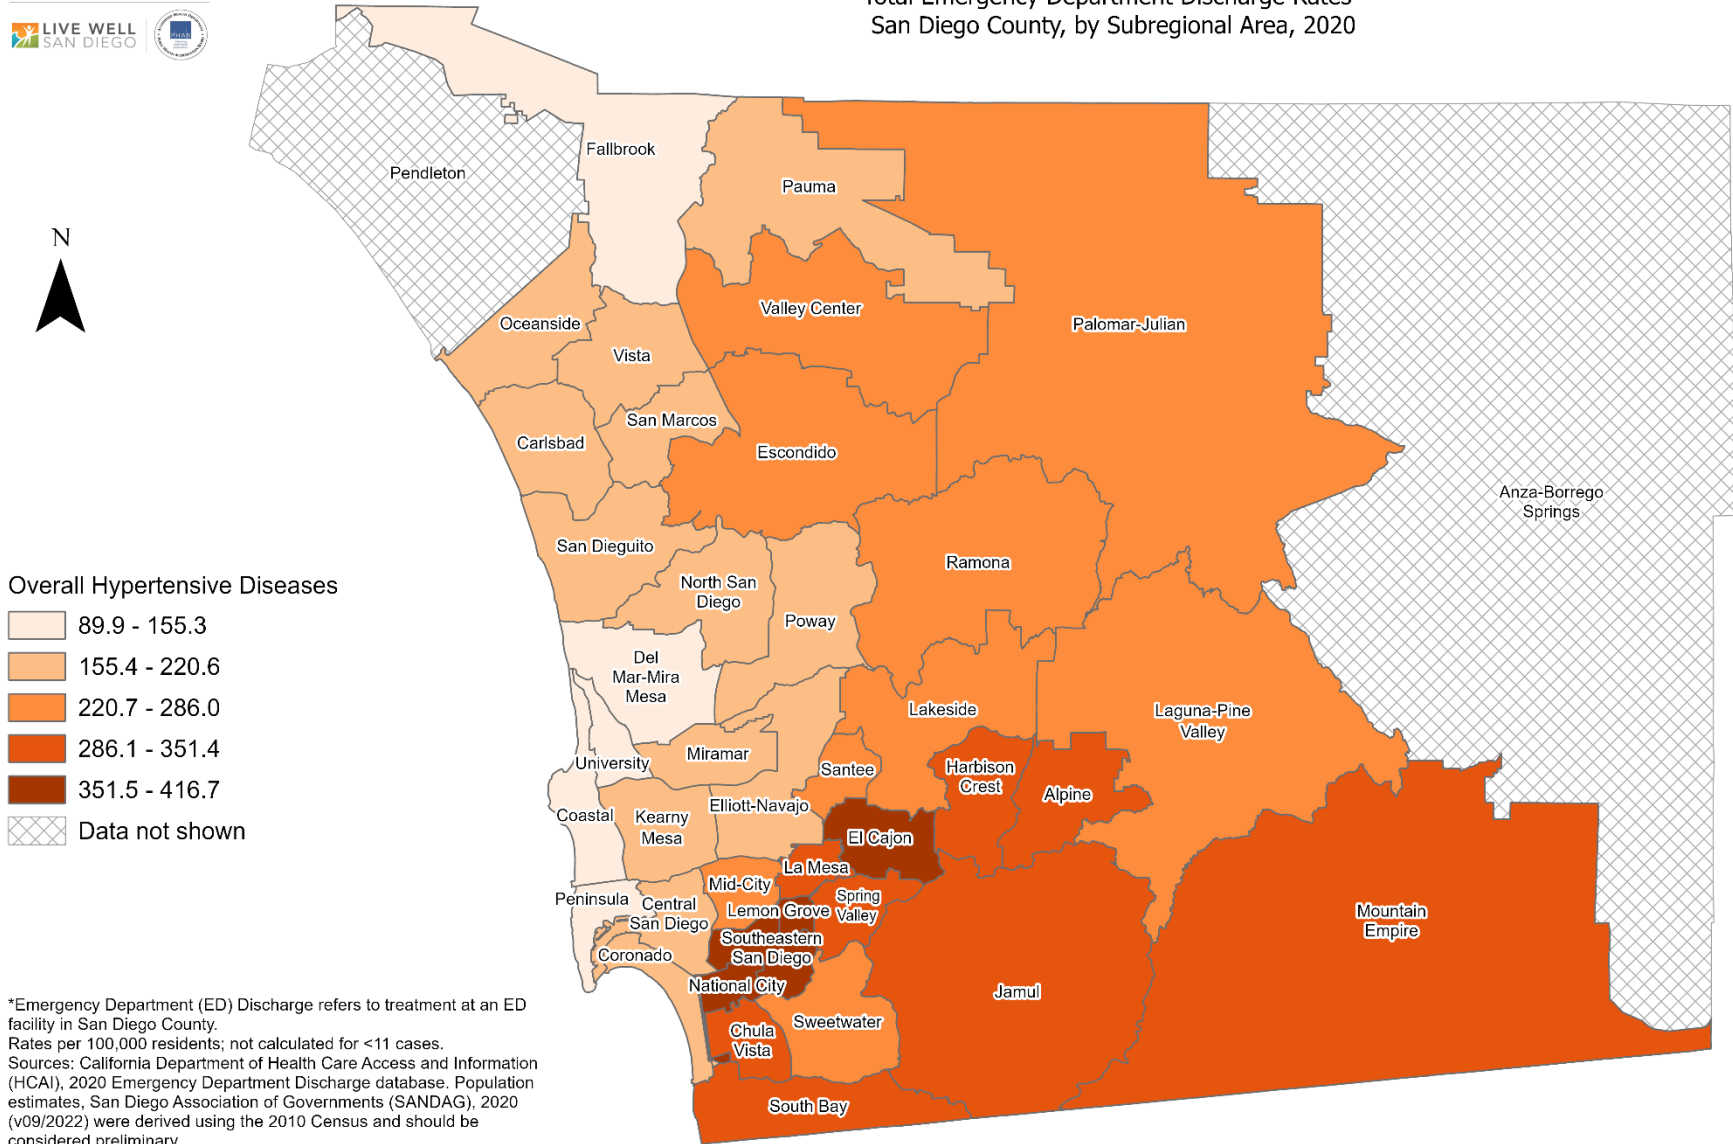 LIVE WELL
SAN DIEGO
PHAB
Total Emergency Department Discharge Rates
San Diego County, by Subregional Area, 2020
N
Fallbrook
Pendleton
Pauma
Valley Center
Palomar-Julian
Oceanside
Vista
San Marcos
Carlsbad
Escondido
Anza-Borrego
Springs
San Dieguito
Ramona
North San
Diego
Poway
Del
Mar-Mira
Mesa
Lakeside
Laguna-Pine
Valley
Miramar
University
Santee
Harbison
Crest
Alpine
Coastal
Kearny
Mesa
Elliott-Navajo
El Cajon
La Mesa
Mid-City
Peninsula
Central
San Diego
Lemon Grove
Spring
Valley
Mountain
Empire
Southeastern
San Diego
Coronado
National City
Jamul
Chula
Vista
Sweetwater
South Bay
Overall Hypertensive Diseases
89.9 - 155.3
155.4 - 220.6
220.7 - 286.0
286.1 - 351.4
351.5 - 416.7
Data not shown
*Emergency Department (ED) Discharge refers to treatment at an ED
facility in San Diego County.
Rates per 100,000 residents; not calculated for <11 cases.
Sources: California Department of Health Care Access and Information
(HCAI), 2020 Emergency Department Discharge database. Population
estimates, San Diego Association of Governments (SANDAG), 2020
(v09/2022) were derived using the 2010 Census and should be
considered preliminary.